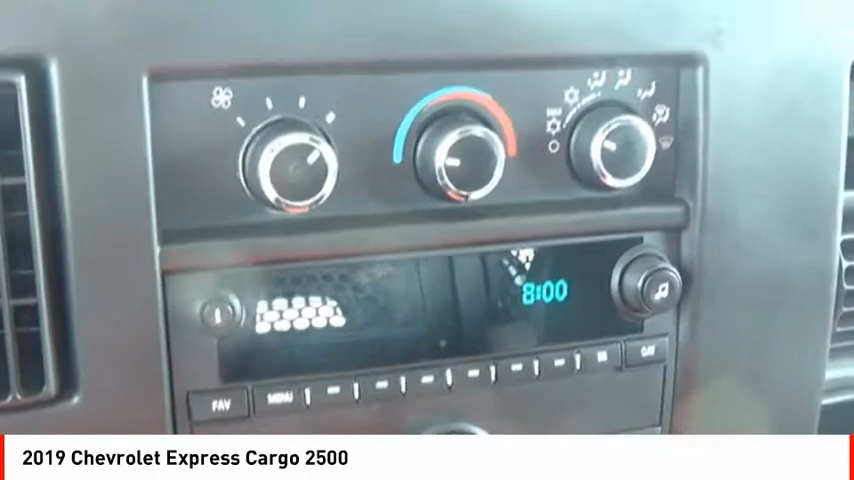 8:00
FAV
MENU
CAT
2019 Chevrolet Express Cargo 2500